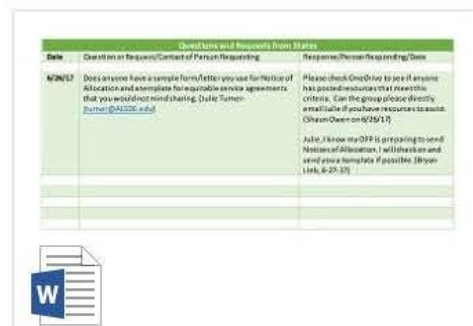 Questions and Requests from States
Date Question or Request/Contact of Person Requesting Response/Person Responding/Date
6/26/17 Does anyone have a sample form/letter you use for Notice of Please check OneDrive to see if anyone
Allocation and a template for equitable service agreements has posted resources that meet this
that you would not mind sharing. (Julie Turner- criteria. Can the group please directly
jturner@ALSDE.edu) email Julie if you have resources to assist.
(Shaun Owen on 6/26/17)
Julie, I know my OFP is preparing to send
Notices of Allocation. I will check on and
send you a template if possible. (Bryan
6-27-17)
W